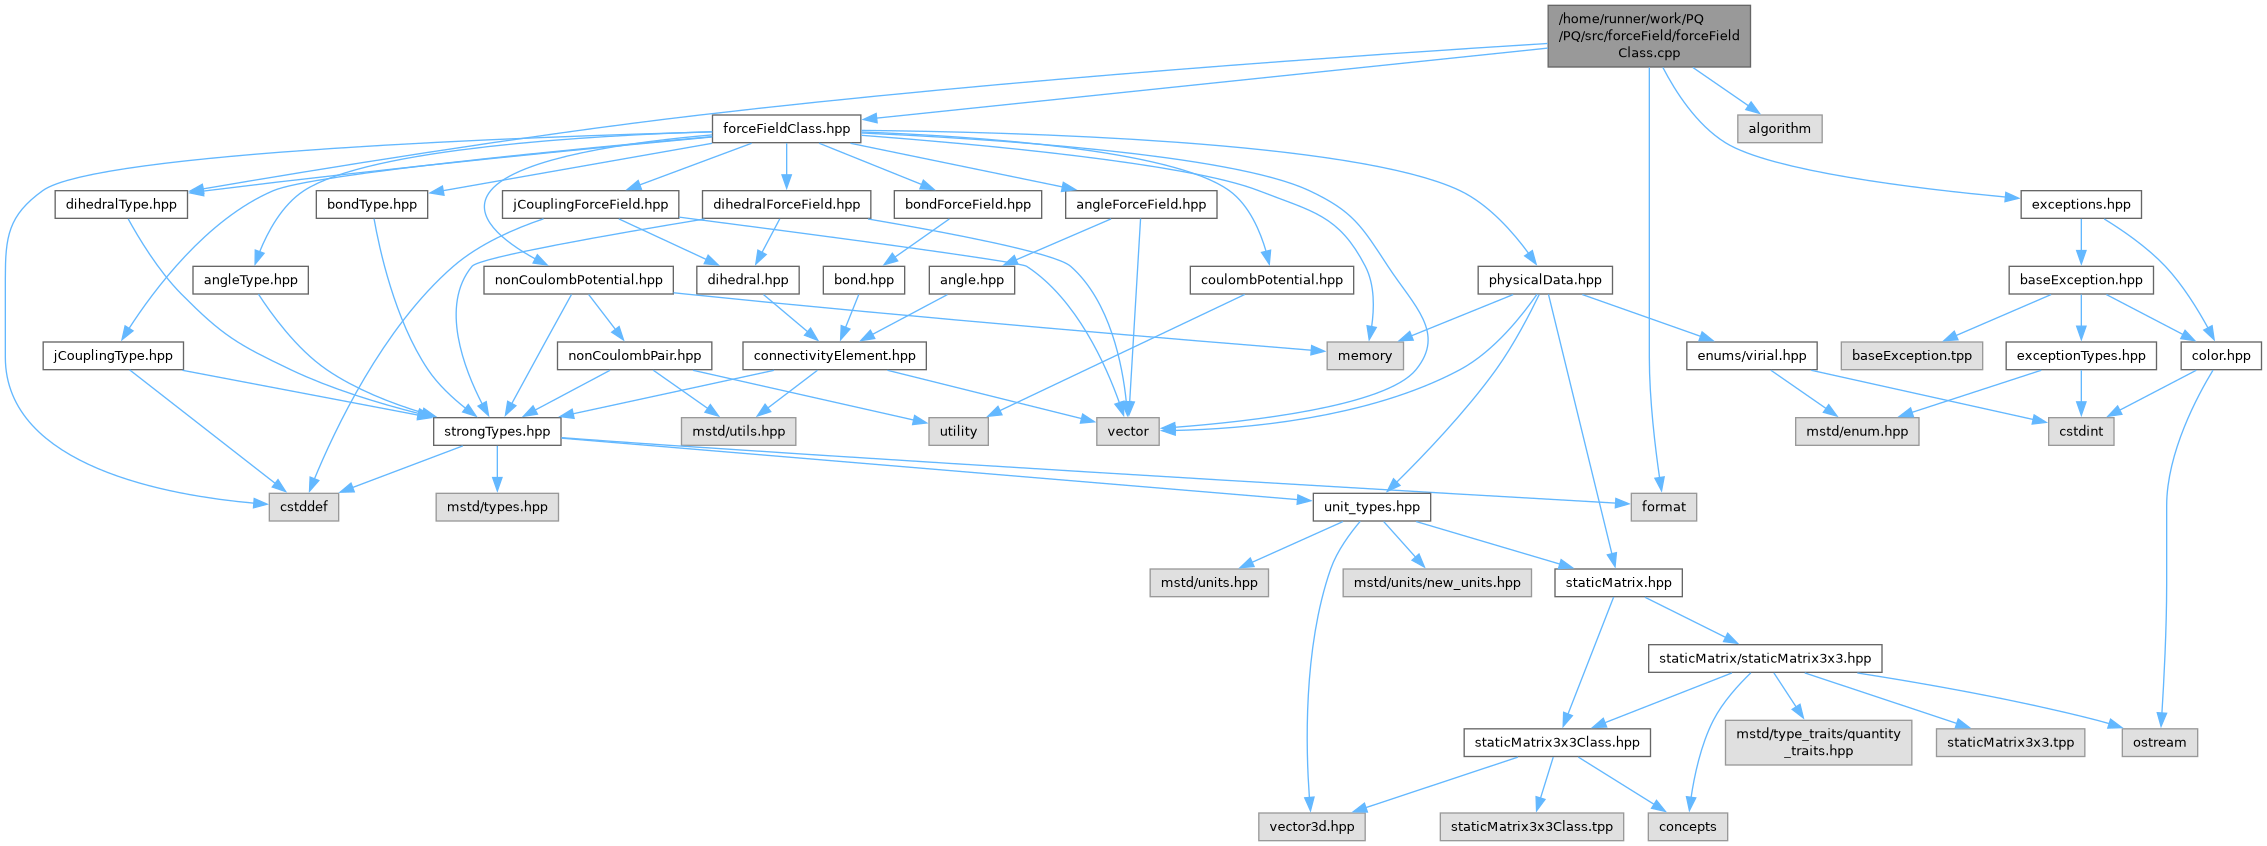 /home/runner/work/PQ
/PQ/src/forceField/forceField
Class.cpp
forceFieldClass.hpp
algorithm
dihedralType.hpp
bondType.hpp
jCouplingForceField.hpp
dihedralForceField.hpp
bondForceField.hpp
angleForceField.hpp
exceptions.hpp
angleType.hpp
nonCoulombPotential.hpp
dihedral.hpp
bond.hpp
angle.hpp
coulombPotential.hpp
physicalData.hpp
baseException.hpp
jCouplingType.hpp
nonCoulombPair.hpp
connectivityElement.hpp
memory
enums/virial.hpp
baseException.tpp
exceptionTypes.hpp
color.hpp
strongTypes.hpp
mstd/utils.hpp
utility
vector
mstd/enum.hpp
cstdint
cstddef
mstd/types.hpp
unit_types.hpp
format
mstd/units.hpp
mstd/units/new_units.hpp
staticMatrix.hpp
staticMatrix/staticMatrix3x3.hpp
staticMatrix3x3Class.hpp
mstd/type_traits/quantity
_traits.hpp
staticMatrix3x3.tpp
ostream
vector3d.hpp
staticMatrix3x3Class.tpp
concepts